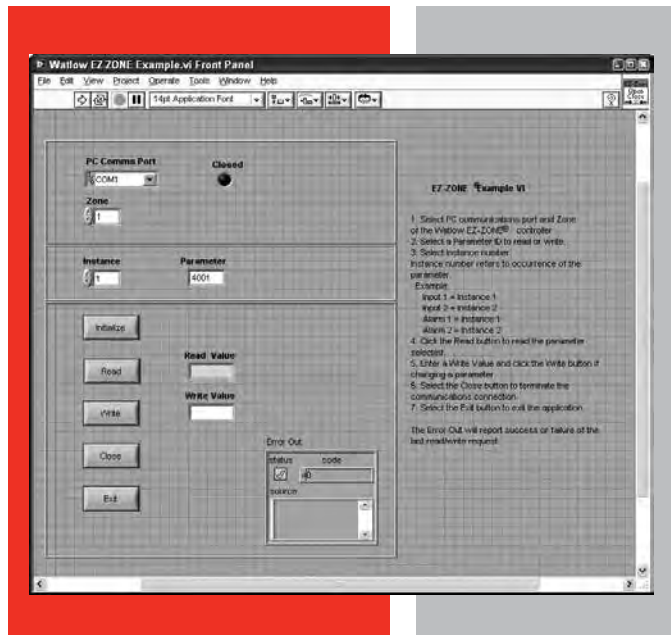 Watlow EZ ZONE Example.vi Front Panel
File Edit View Project Operate Tools Window Help
14pt Application Font
PC Comms Port
Closed
COM1
Zone
1
Instance
Parameter
1
4001
Initialize
Read
Read Value
Write
Write Value
Close
Exit
Error Out
status code
0
source
EZ-ZONE ® Example VI
1. Select PC communications port and Zone
of the Watlow EZ-ZONE® controller
2. Select a Parameter ID to read or write.
3. Select Instance number
Instance number refers to occurrence of the
parameter.
Example
Input 1 = Instance 1
Input 2 = Instance 2
Alarm 1 = Instance 1
Alarm 2 = Instance 2
4. Click the Read button to read the parameter
selected.
5. Enter a Write Value and click the Write button if
changing a parameter
6. Select the Close button to terminate the
communications connection.
7. Select the Exit button to exit the application.
The Error Out will report success or failure of the
last read/write request.